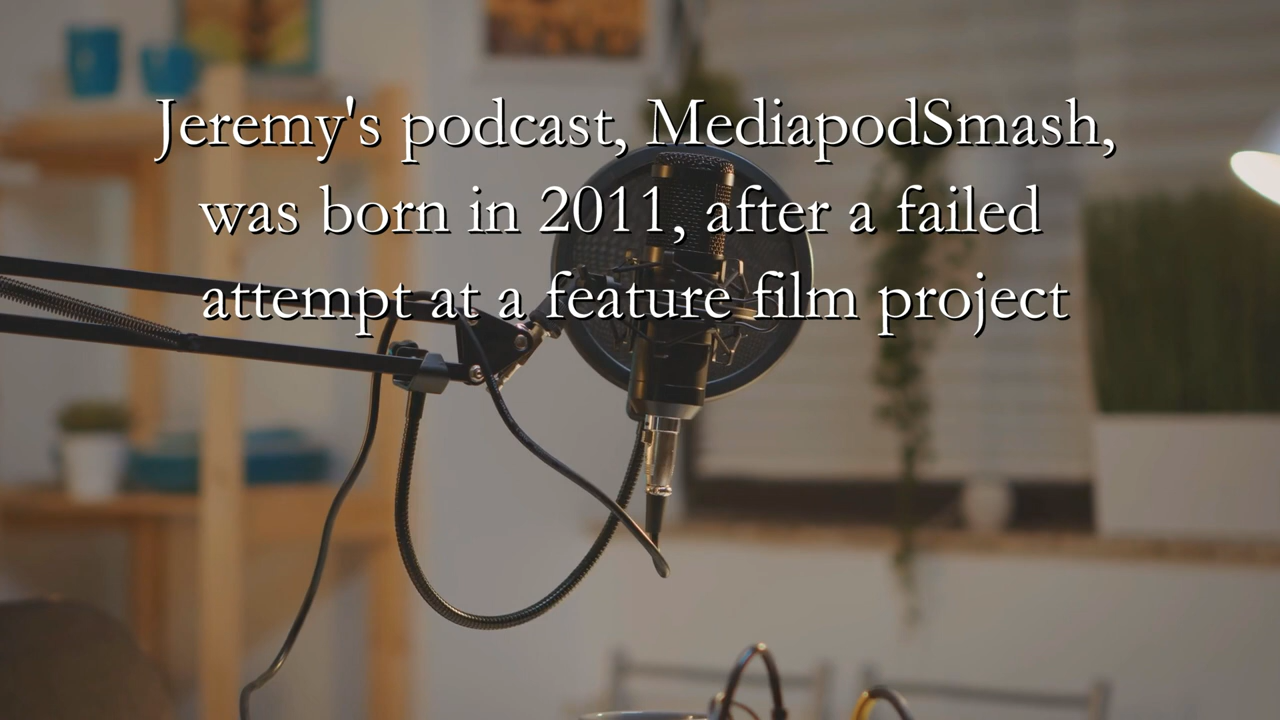 Jeremy's podcast, MediapodSmash,
was born in 2011, after a failed
attempt at a feature film project